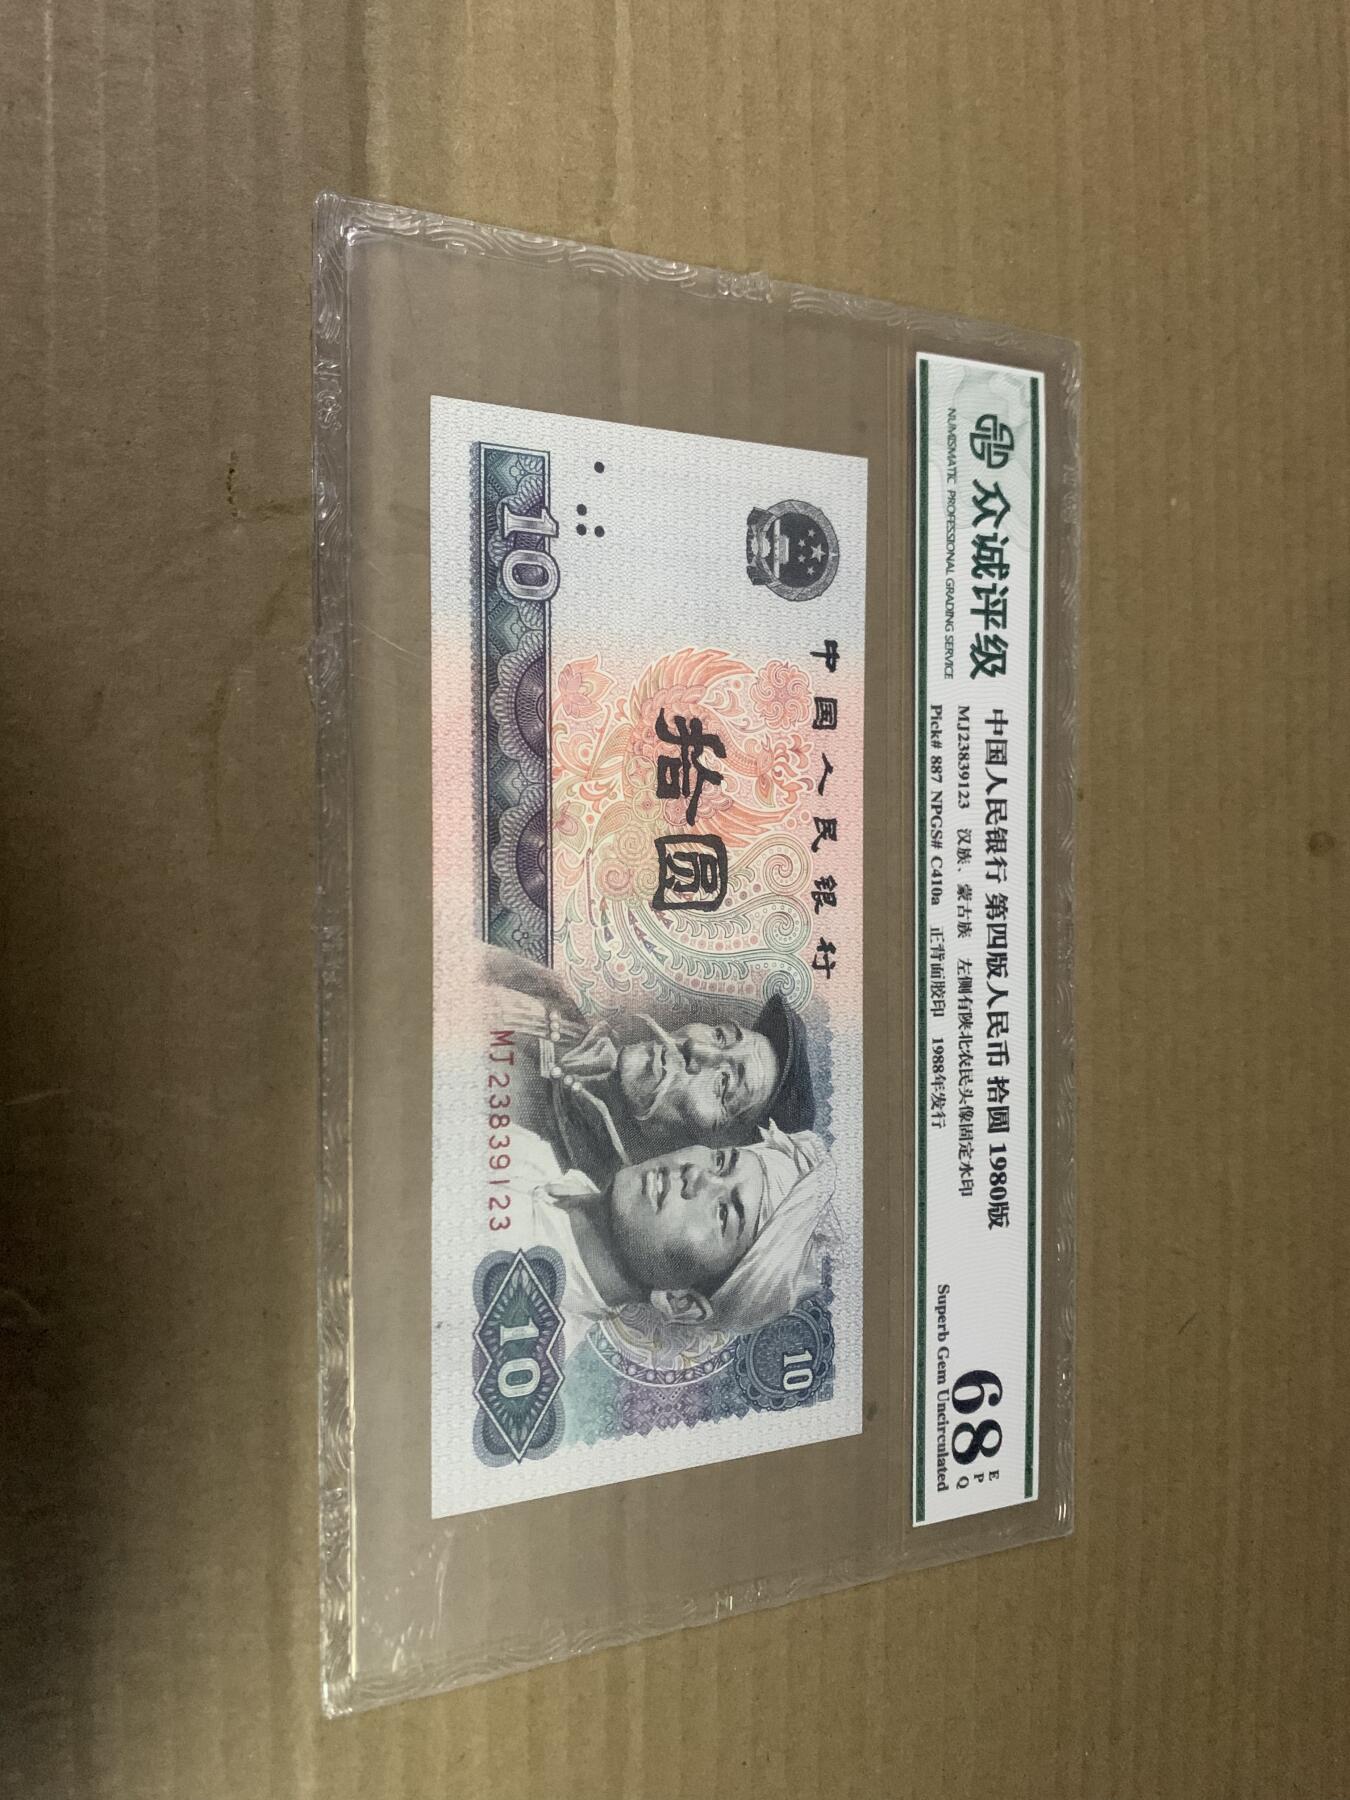 众诚评级
NUMISMATIC PROFESSIONAL GRADING SERVICE
中国人民银行 第四版人民币 拾圆 1980版
MJ23839123 汉族、蒙古族 左侧有陕北农民头像固定水印
Pick# 887 NPGS# C410a 正背面胶印 1988年发行
68
E
P
Q
Superb Gem Uncirculated
中国人民银行
拾圆
10
10
MJ23839123
10